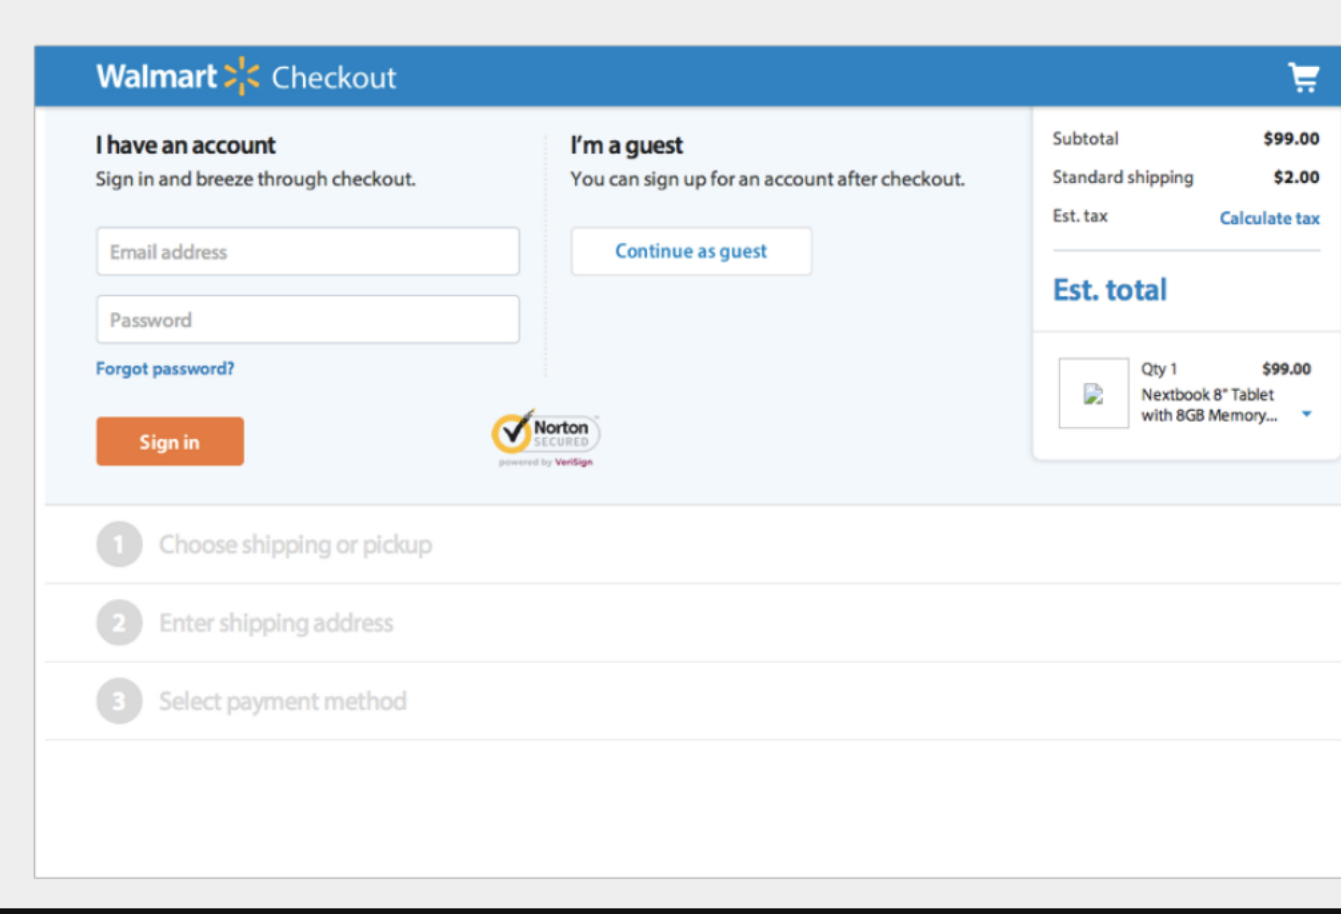 Walmart Checkout
I have an account
Sign in and breeze through checkout.
Email address
Password
Forgot password?
Sign in
I'm a guest
You can sign up for an account after checkout.
Continue as guest
Norton
SECURED
powered by VeriSign
Subtotal $99.00
Standard shipping $2.00
Est. tax Calculate tax
Est. total
Qty 1 $99.00
Nextbook 8" Tablet
with 8GB Memory...
1 Choose shipping or pickup
2 Enter shipping address
3 Select payment method